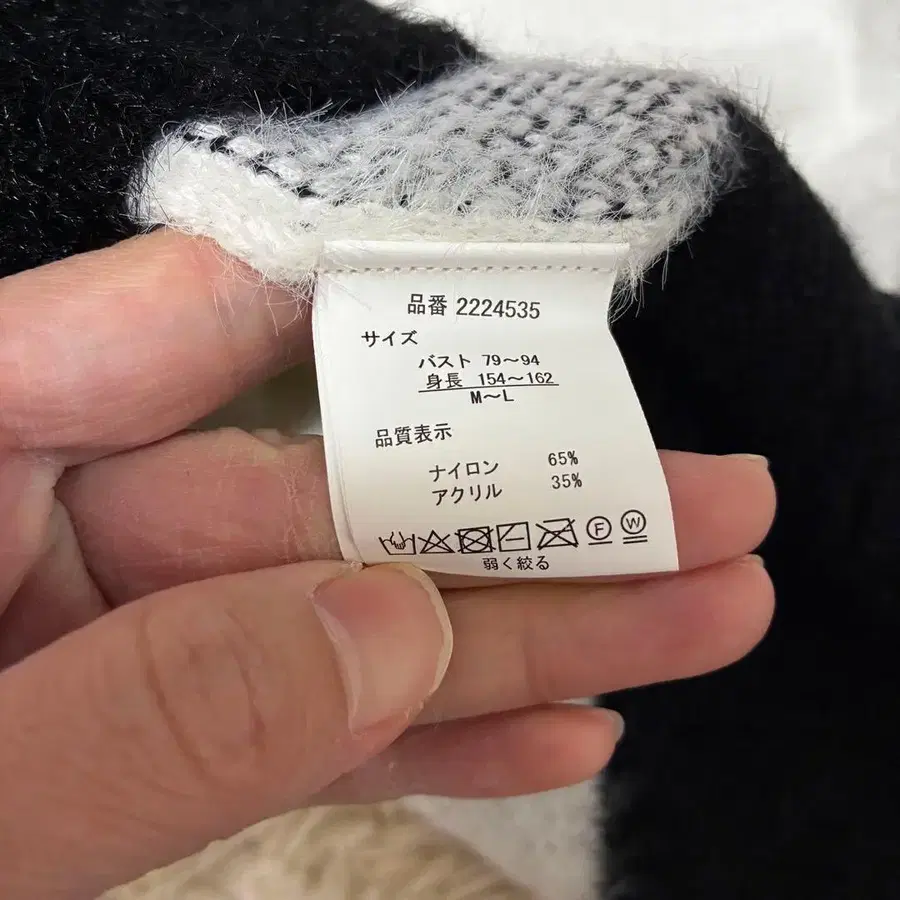 品番 2224535
サイズ
バスト 79～94
身長 154～162
M～L
品質表示
ナイロン 65%
アクリル 35%
F W
弱く絞る